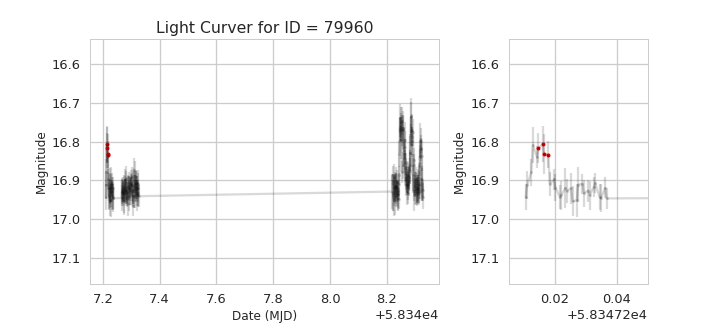 Light Curver for ID = 79960
Magnitude
16.6
16.7
16.8
16.9
17.0
17.1
7.2 7.4 7.6 7.8 8.0 8.2
Date (MJD)
+5.834e4
Magnitude
16.6
16.7
16.8
16.9
17.0
17.1
0.02 0.04
+5.83472e4